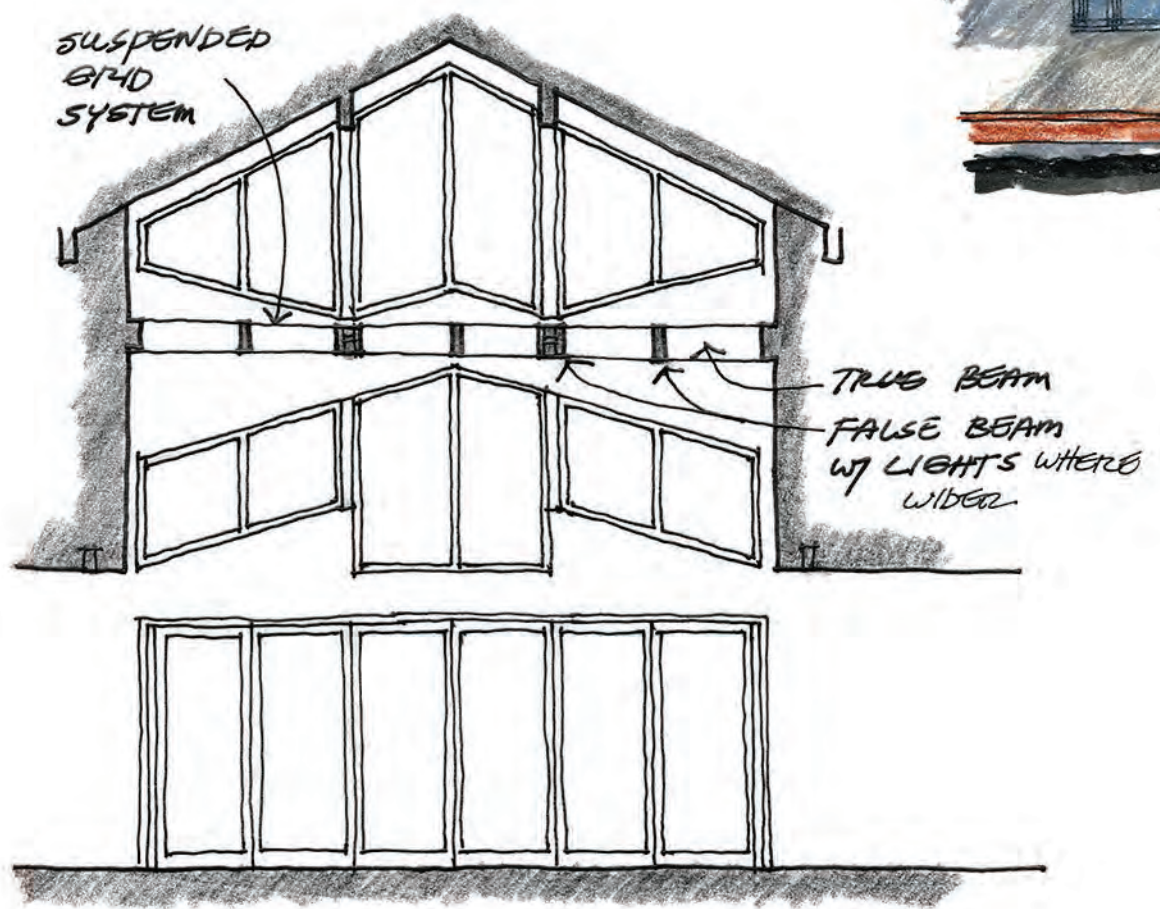 SUSPENDED
GRID
SYSTEM
TRUE BEAM
FALSE BEAM
W/ LIGHTS WHERE
WIDER